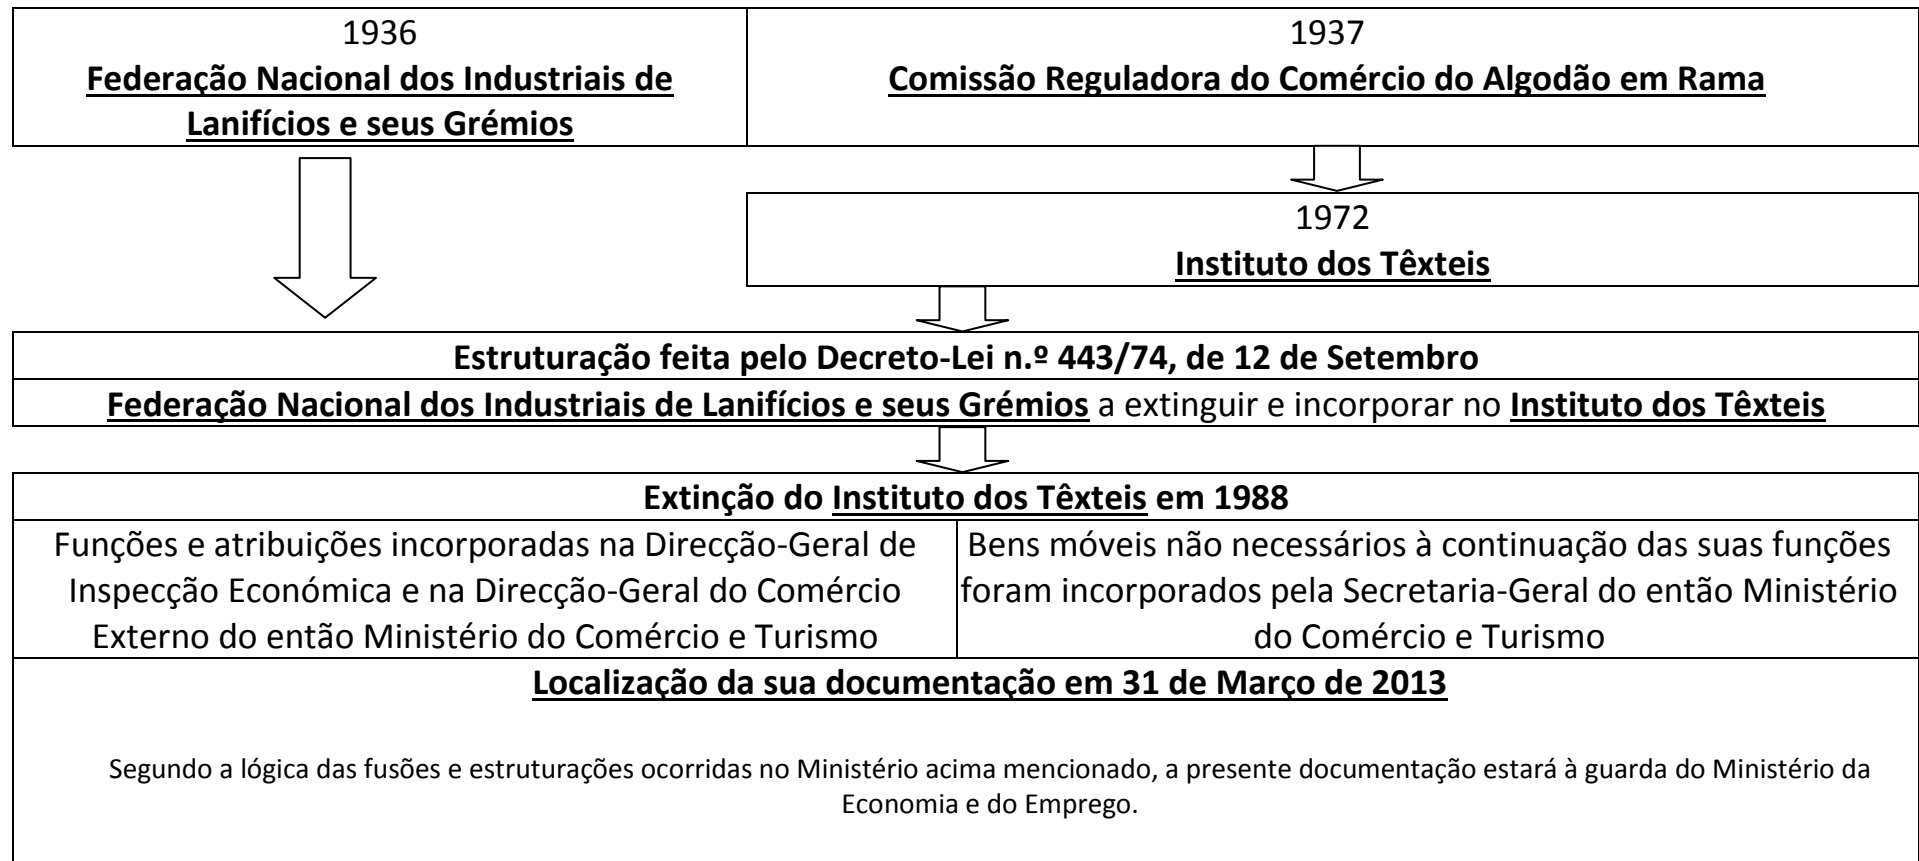 1936
Federação Nacional dos Industriais de
Lanifícios e seus Grémios
1937
Comissão Reguladora do Comércio do Algodão em Rama
1972
Instituto dos Têxteis
Estruturação feita pelo Decreto-Lei n.º 443/74, de 12 de Setembro
Federação Nacional dos Industriais de Lanifícios e seus Grémios a extinguir e incorporar no Instituto dos Têxteis
Extinção do Instituto dos Têxteis em 1988
Funções e atribuições incorporadas na Direcção-Geral de
Inspecção Económica e na Direcção-Geral do Comércio
Externo do então Ministério do Comércio e Turismo
Bens móveis não necessários à continuação das suas funções
foram incorporados pela Secretaria-Geral do então Ministério
do Comércio e Turismo
Localização da sua documentação em 31 de Março de 2013
Segundo a lógica das fusões e estruturações ocorridas no Ministério acima mencionado, a presente documentação estará à guarda do Ministério da
Economia e do Emprego.